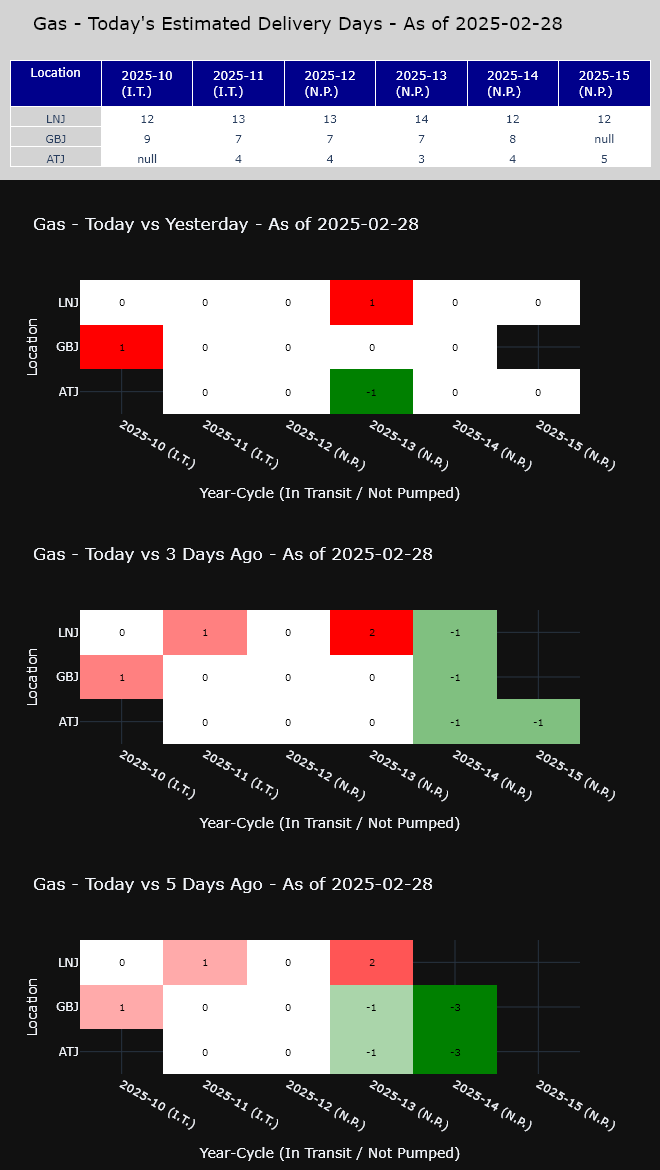 Gas - Today's Estimated Delivery Days - As of 2025-02-28
Location 2025-10 (I.T.) 2025-11 (I.T.) 2025-12 (N.P.) 2025-13 (N.P.) 2025-14 (N.P.) 2025-15 (N.P.)
LNJ 12 13 13 14 12 12
GBJ 9 7 7 7 8 null
ATJ null 4 4 3 4 5
Gas - Today vs Yesterday - As of 2025-02-28
Location
LNJ 0 0 0 1 0 0
GBJ 1 0 0 0 0
ATJ 0 0 -1 0 0
2025-10 (I.T.) 2025-11 (I.T.) 2025-12 (N.P.) 2025-13 (N.P.) 2025-14 (N.P.) 2025-15 (N.P.)
Year-Cycle (In Transit / Not Pumped)
Gas - Today vs 3 Days Ago - As of 2025-02-28
Location
LNJ 0 1 0 2 -1
GBJ 1 0 0 0 -1
ATJ 0 0 0 -1 -1
2025-10 (I.T.) 2025-11 (I.T.) 2025-12 (N.P.) 2025-13 (N.P.) 2025-14 (N.P.) 2025-15 (N.P.)
Year-Cycle (In Transit / Not Pumped)
Gas - Today vs 5 Days Ago - As of 2025-02-28
Location
LNJ 0 1 0 2
GBJ 1 0 0 -1 -3
ATJ 0 0 -1 -3
2025-10 (I.T.) 2025-11 (I.T.) 2025-12 (N.P.) 2025-13 (N.P.) 2025-14 (N.P.) 2025-15 (N.P.)
Year-Cycle (In Transit / Not Pumped)